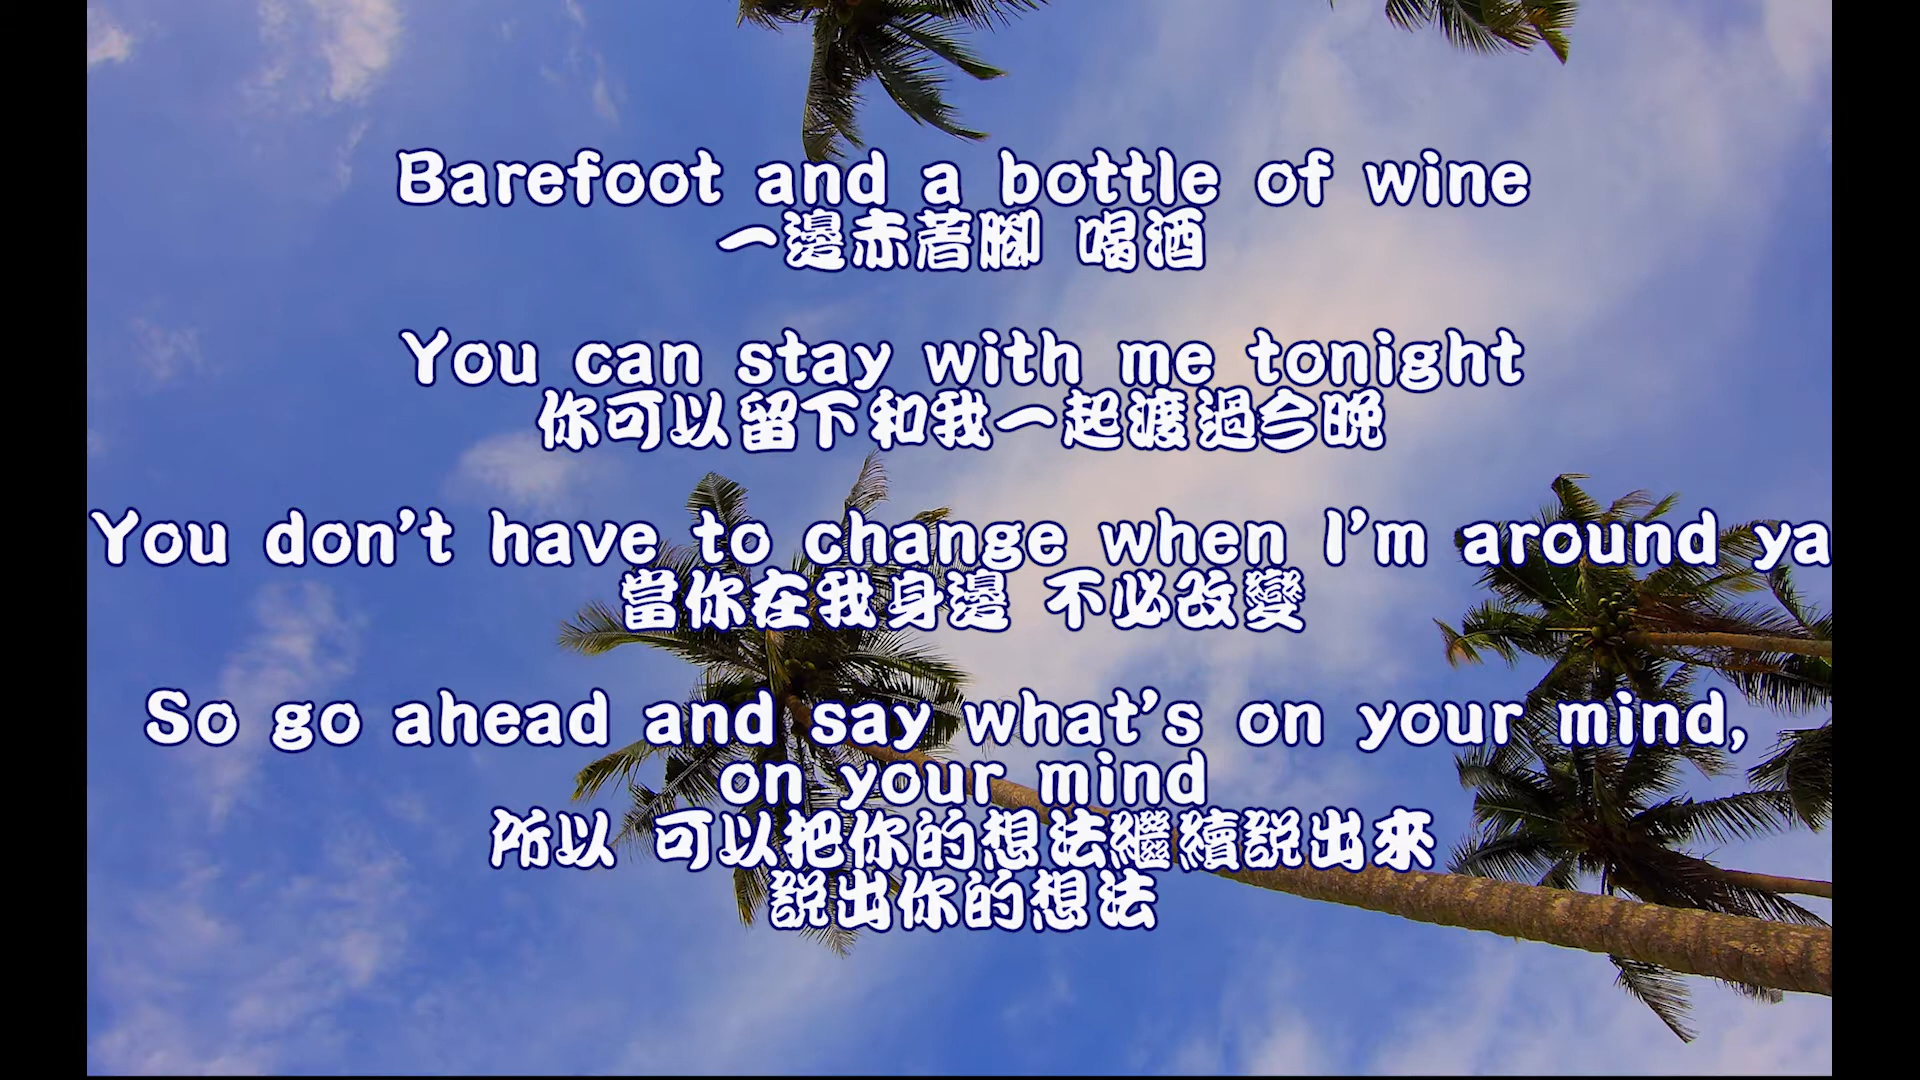 Barefoot and a bottle of wine
一邊赤著腳 喝酒
You can stay with me tonight
你可以留下和我一起渡過今晚
You don't have to change when I'm around ya
當你在我身邊 不必改變
So go ahead and say what's on your mind,
on your mind
所以 可以把你的想法繼續說出來
說出你的想法